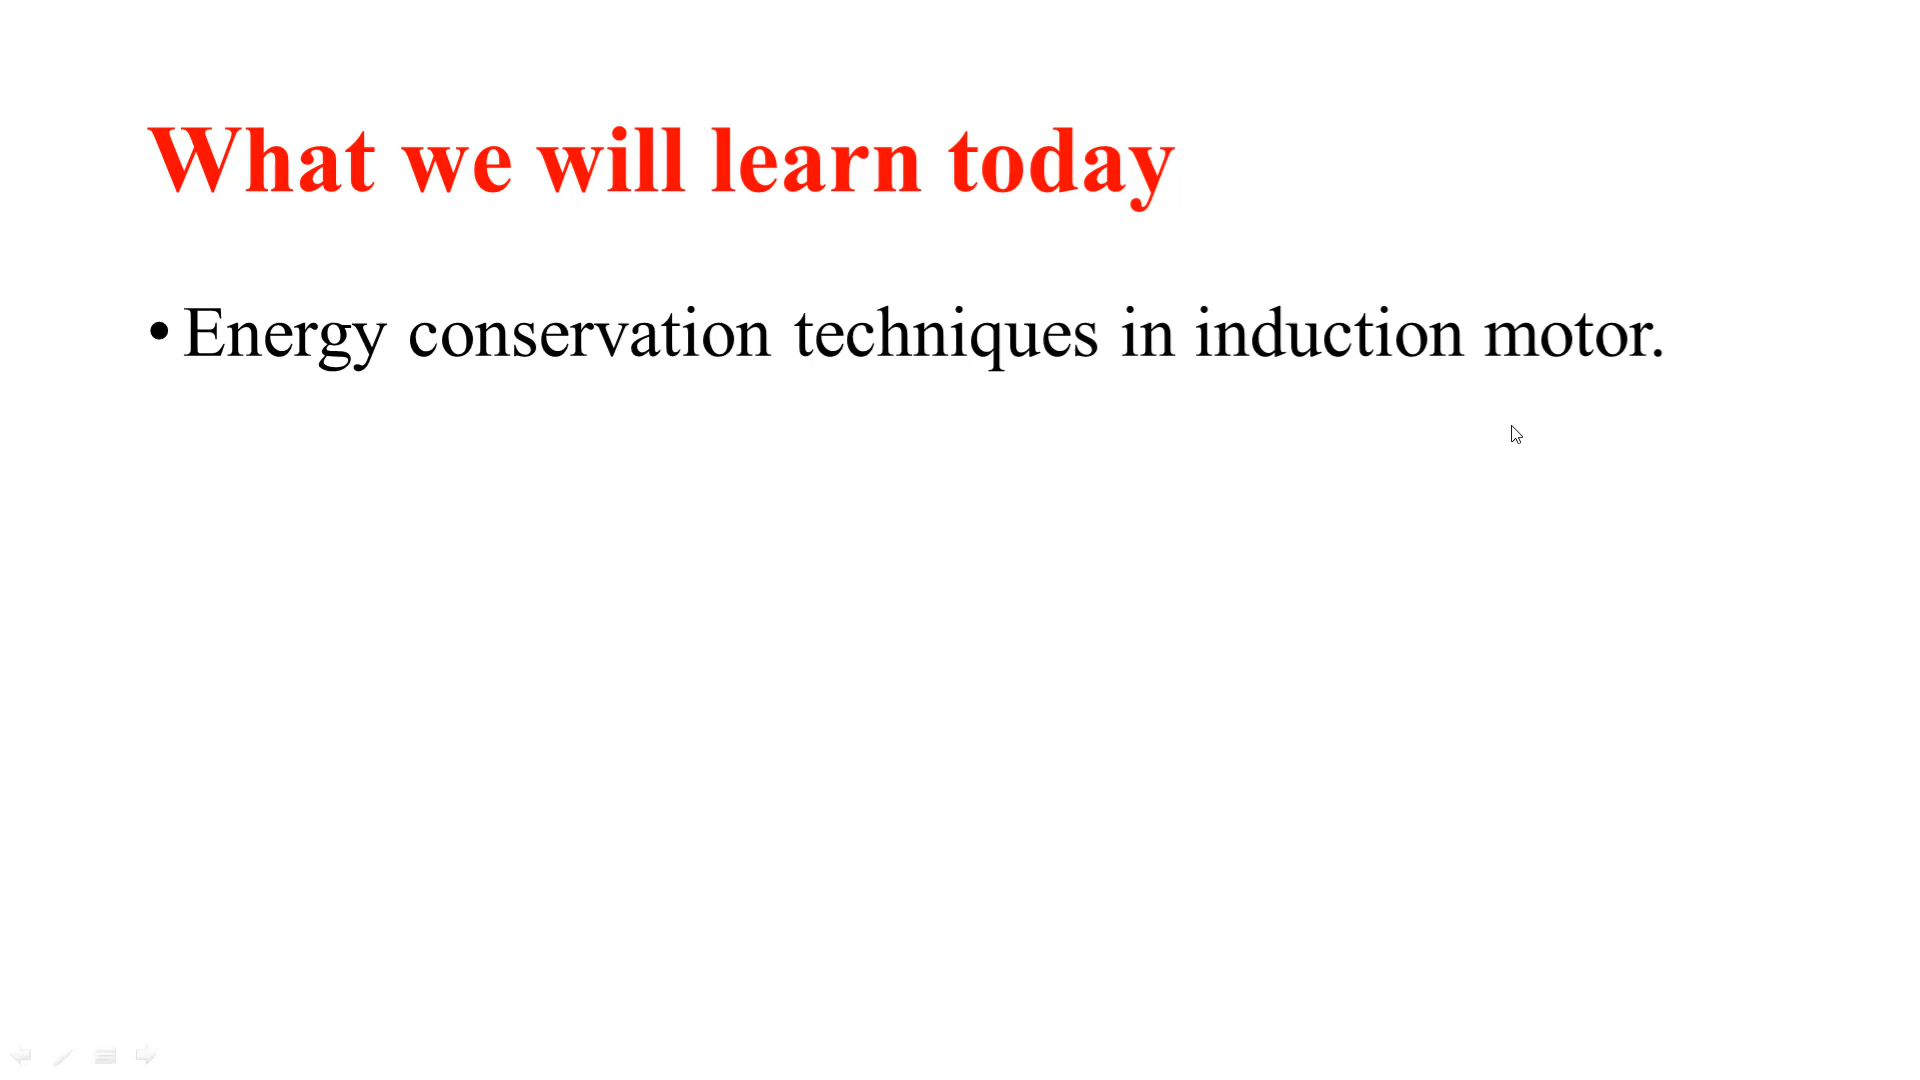 What we will learn today
• Energy conservation techniques in induction motor.